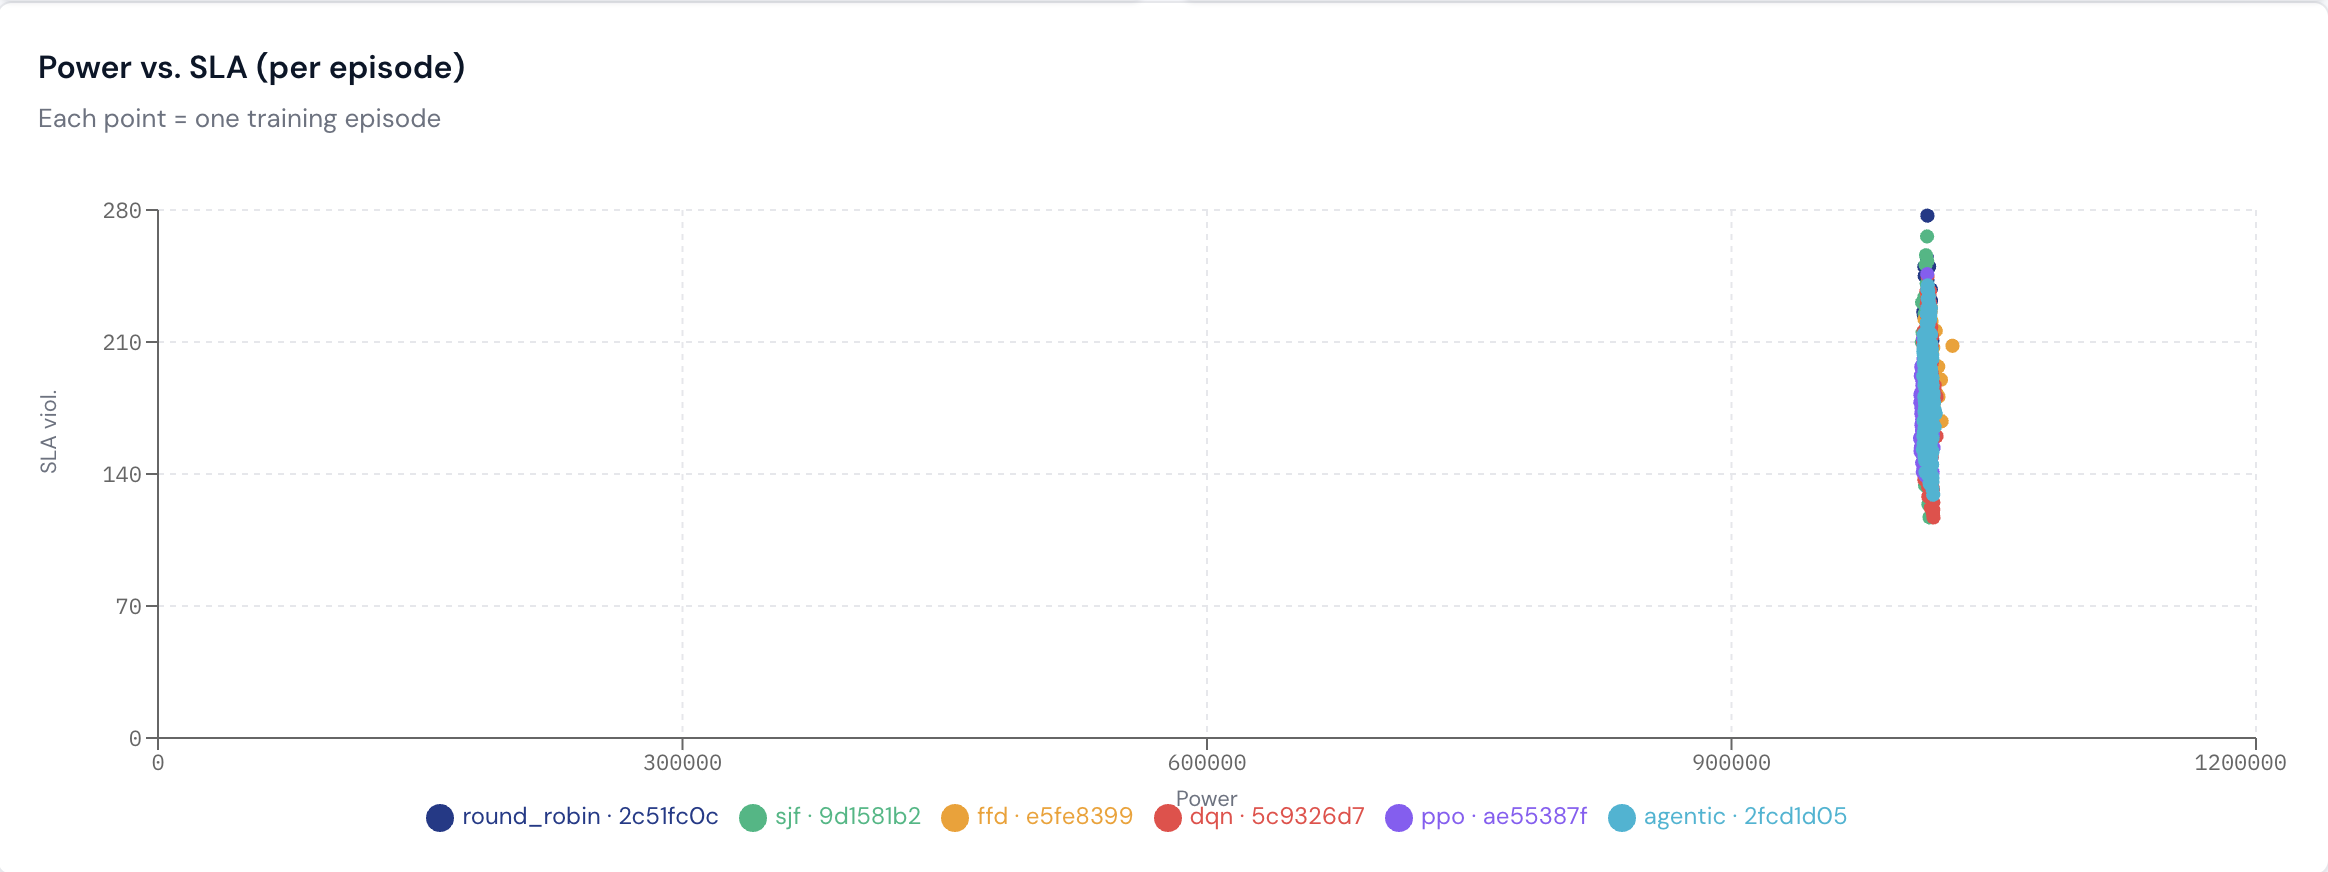 Power vs. SLA (per episode)
Each point = one training episode
280
210
140
70
0
SLA viol.
0 300000 600000 900000 1200000
Power
round_robin · 2c51fc0c sjf · 9d1581b2 ffd · e5fe8399 dqn · 5c9326d7 ppo · ae55387f agentic · 2fcd1d05